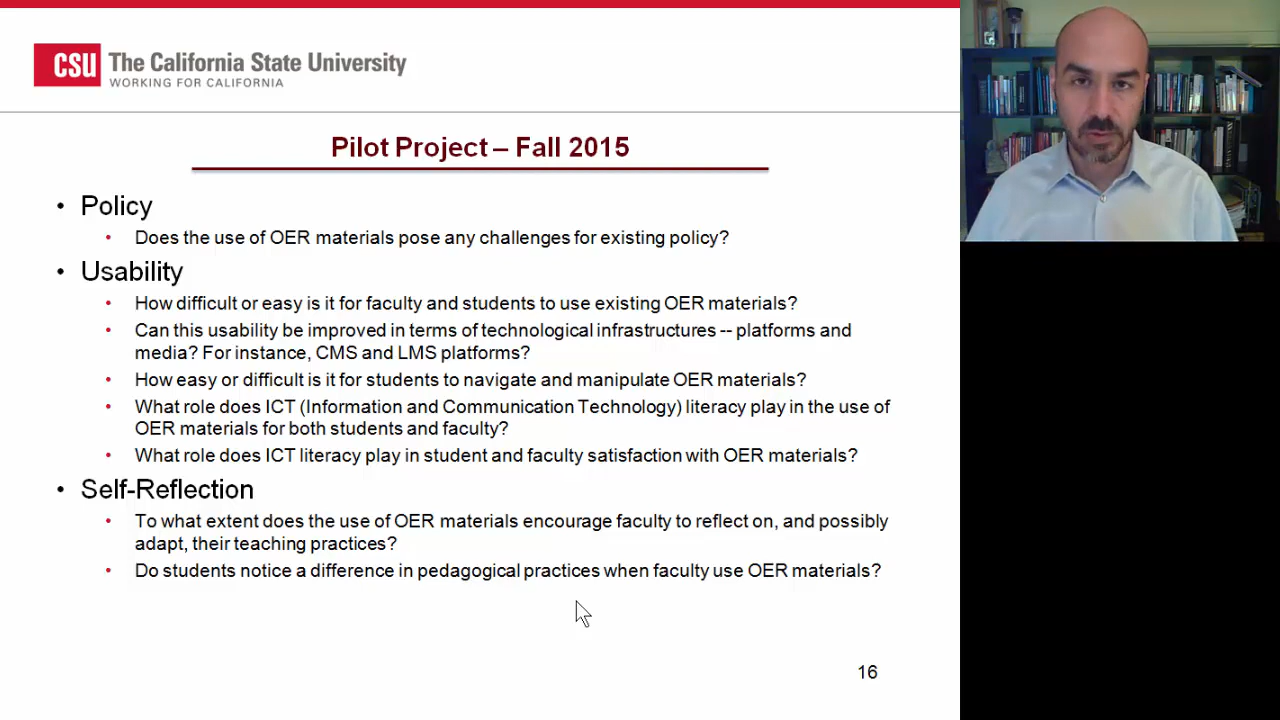 CSU The California State University
WORKING FOR CALIFORNIA
Pilot Project – Fall 2015
• Policy
• Does the use of OER materials pose any challenges for existing policy?
• Usability
• How difficult or easy is it for faculty and students to use existing OER materials?
• Can this usability be improved in terms of technological infrastructures -- platforms and
media? For instance, CMS and LMS platforms?
• How easy or difficult is it for students to navigate and manipulate OER materials?
• What role does ICT (Information and Communication Technology) literacy play in the use of
OER materials for both students and faculty?
• What role does ICT literacy play in student and faculty satisfaction with OER materials?
• Self-Reflection
• To what extent does the use of OER materials encourage faculty to reflect on, and possibly
adapt, their teaching practices?
• Do students notice a difference in pedagogical practices when faculty use OER materials?
16